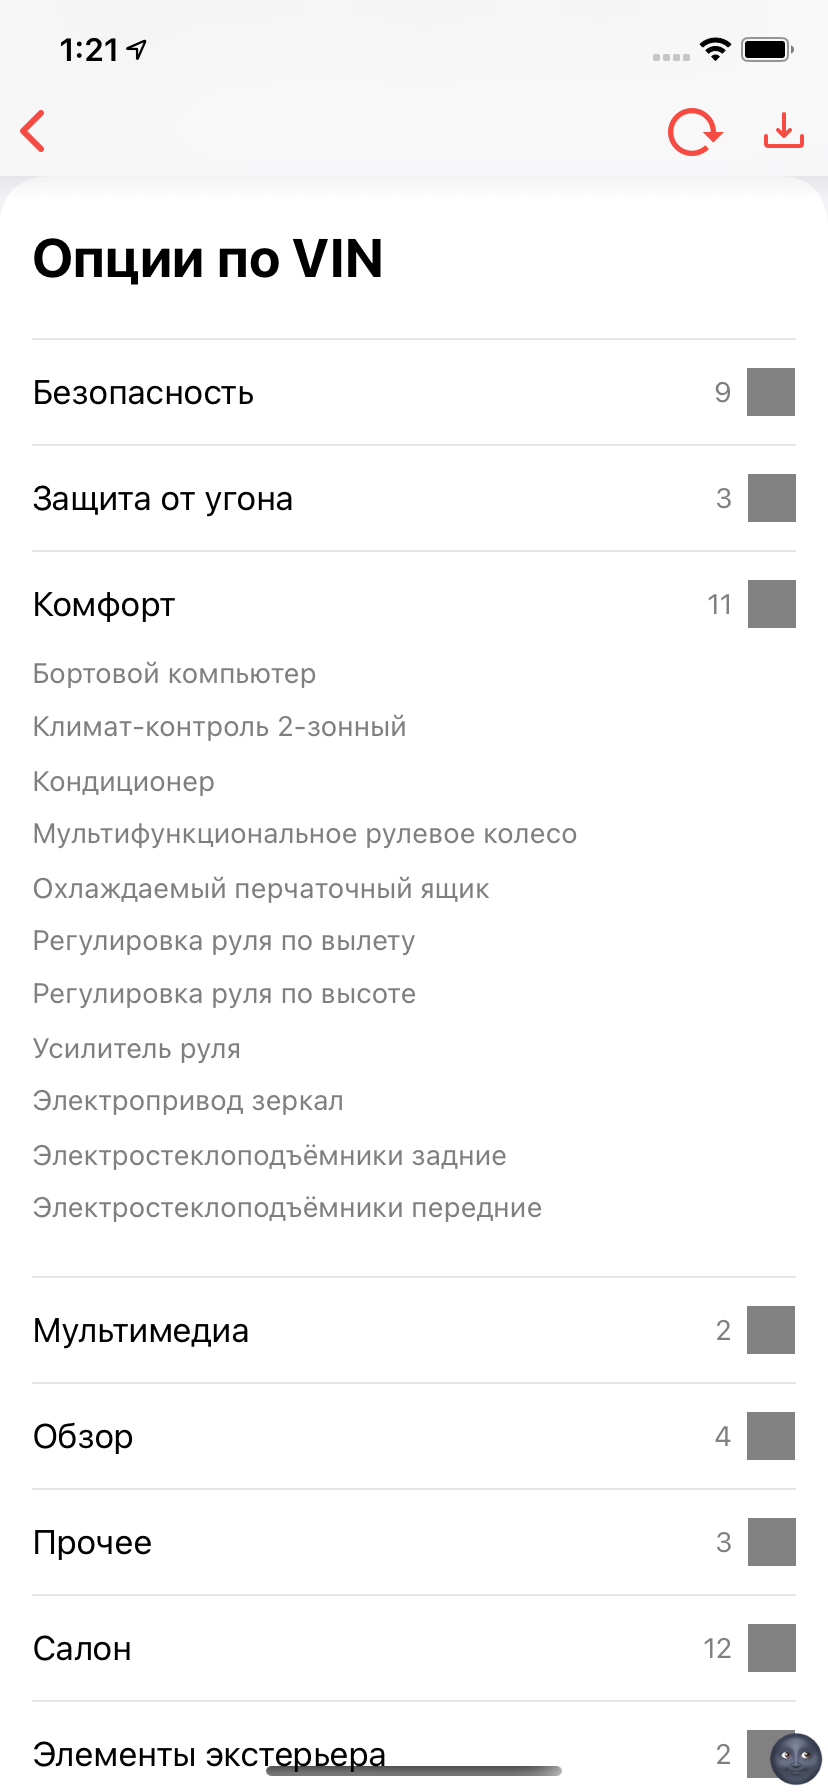 1:21
Опции по VIN
Безопасность 9
Защита от угона 3
Комфорт 11
Бортовой компьютер
Климат-контроль 2-зонный
Кондиционер
Мультифункциональное рулевое колесо
Охлаждаемый перчаточный ящик
Регулировка руля по вылету
Регулировка руля по высоте
Усилитель руля
Электропривод зеркал
Электростеклоподъёмники задние
Электростеклоподъёмники передние
Мультимедиа 2
Обзор 4
Прочее 3
Салон 12
Элементы экстерьера 2